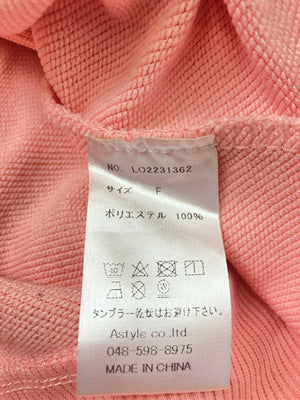 NO. LO2231362
サイズ F
ポリエステル 100%
タンブラー乾燥はお避け下さい。
Astyle co.,ltd
048-598-8975
MADE IN CHINA